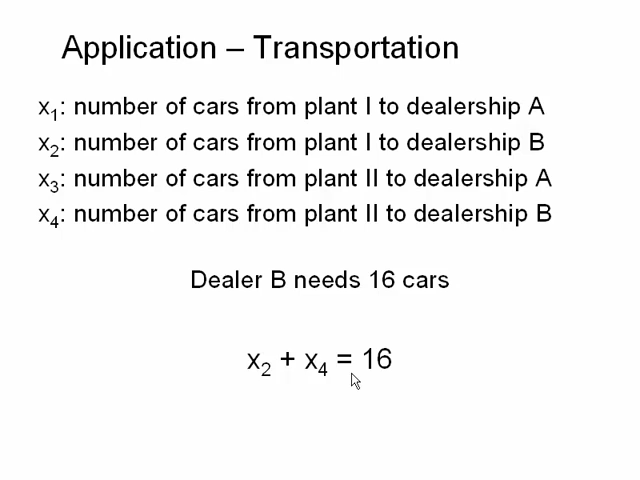 Application – Transportation
x₁: number of cars from plant I to dealership A
x₂: number of cars from plant I to dealership B
x₃: number of cars from plant II to dealership A
x₄: number of cars from plant II to dealership B
Dealer B needs 16 cars
x₂ + x₄ = 16